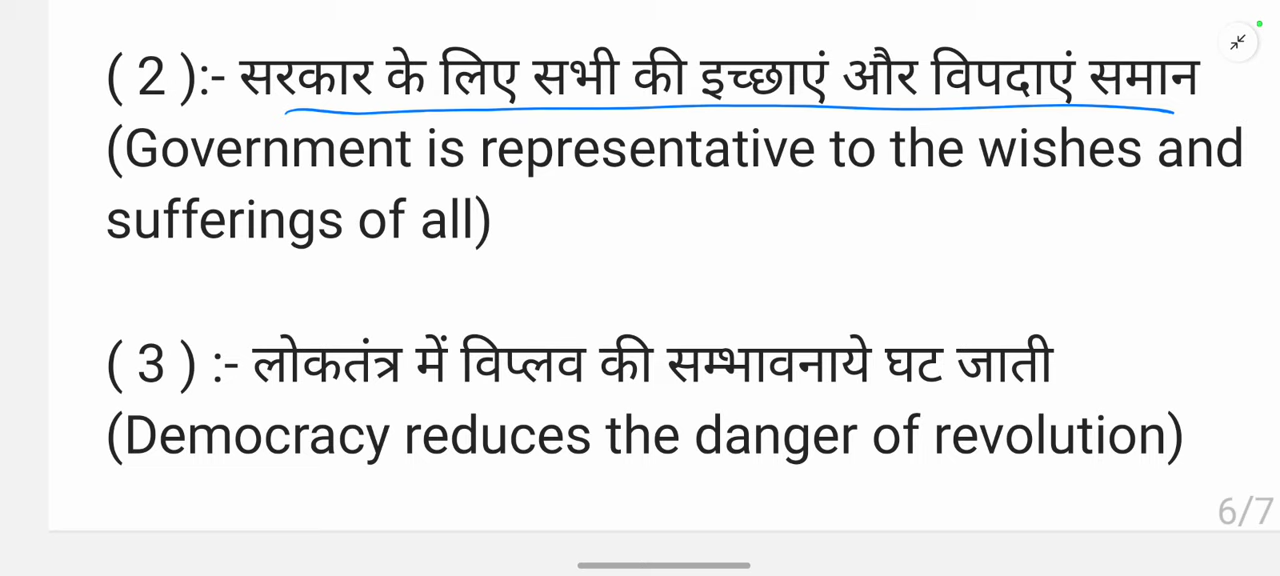 ( 2 ):- सरकार के लिए सभी की इच्छाएं और विपदाएं समान
(Government is representative to the wishes and
sufferings of all)
( 3 ) :- लोकतंत्र में विप्लव की सम्भावनाये घट जाती
(Democracy reduces the danger of revolution)
6/7